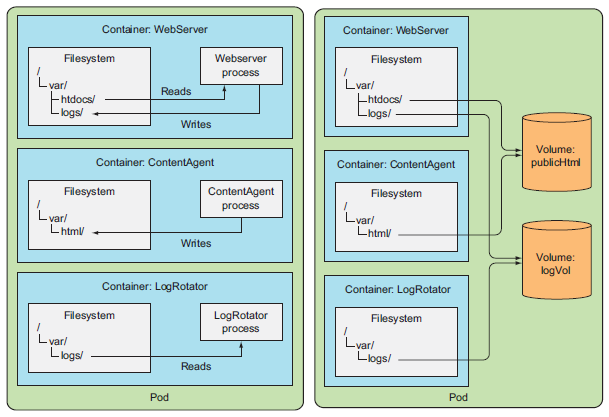 Container: WebServer
Filesystem
/
var/
htdocs/
logs/
Webserver
process
Reads
Writes
Container: ContentAgent
Filesystem
/
var/
html/
ContentAgent
process
Writes
Container: LogRotator
Filesystem
/
var/
logs/
LogRotator
process
Reads
Pod
Container: WebServer
Filesystem
/
var/
htdocs/
logs/
Container: ContentAgent
Filesystem
/
var/
html/
Container: LogRotator
Filesystem
/
var/
logs/
Volume:
publicHtml
Volume:
logVol
Pod